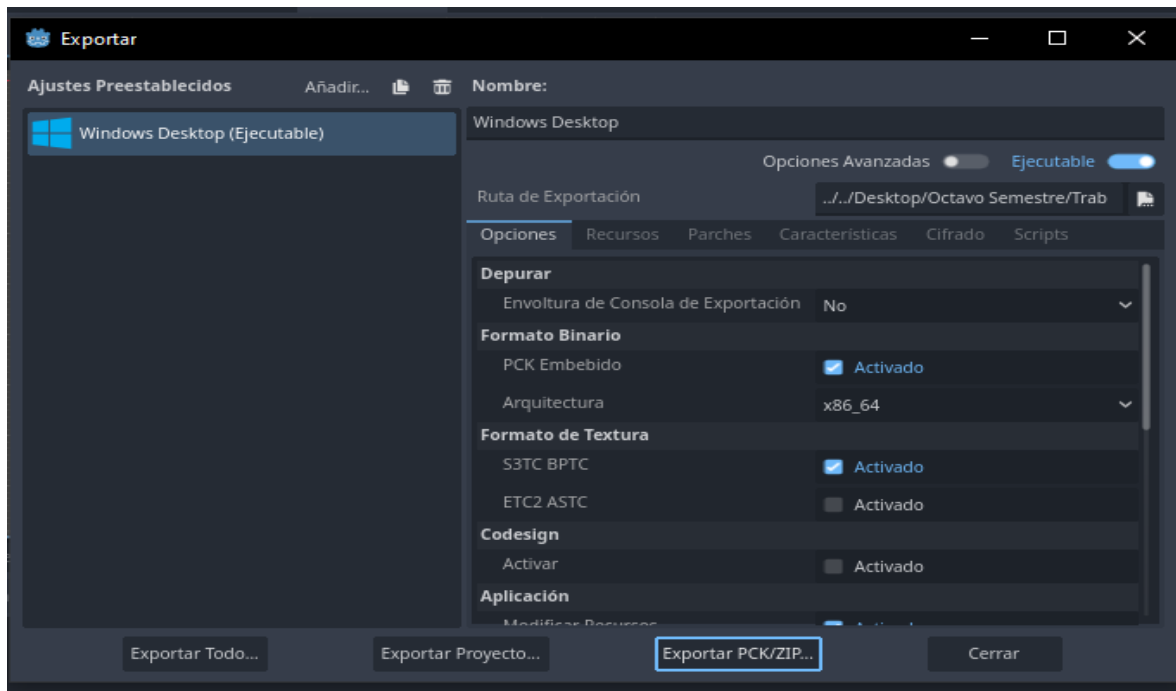 Exportar
Ajustes Preestablecidos
Añadir...
Windows Desktop (Ejecutable)
Nombre:
Windows Desktop
Opciones Avanzadas
Ejecutable
Ruta de Exportación
../../Desktop/Octavo Semestre/Trab
Opciones Recursos Parches Características Cifrado Scripts
Depurar
Envoltura de Consola de Exportación No
Formato Binario
PCK Embebido Activado
Arquitectura x86_64
Formato de Textura
S3TC BPTC Activado
ETC2 ASTC Activado
Codesign
Activar Activado
Aplicación
Modificar Recursos
Exportar Todo... Exportar Proyecto... Exportar PCK/ZIP... Cerrar